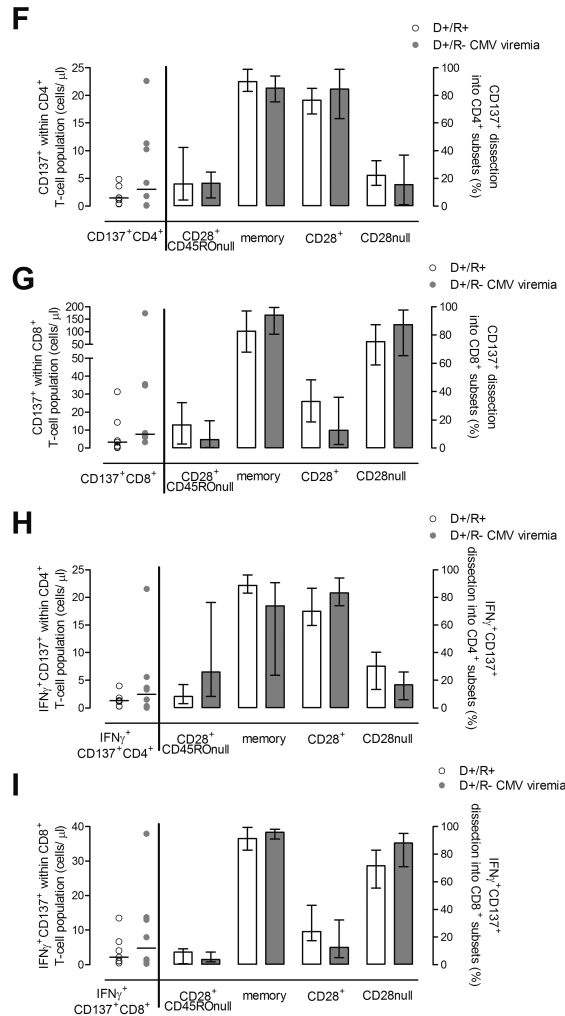 F
D+/R+
D+/R- CMV viremia
CD137⁺ within CD4⁺
T-cell population (cells/ µl)
25
20
15
10
5
0
100
80
60
40
20
0
CD137⁺ dissection
into CD4⁺ subsets (%)
CD137⁺CD4⁺
CD28⁺
CD45ROnull
memory
CD28⁺
CD28null
G
D+/R+
D+/R- CMV viremia
CD137⁺ within CD8⁺
T-cell population (cells/ µl)
200
150
100
50
50
40
30
20
10
0
100
80
60
40
20
0
CD137⁺ dissection
into CD8⁺ subsets (%)
CD137⁺CD8⁺
CD28⁺
CD45ROnull
memory
CD28⁺
CD28null
H
D+/R+
D+/R- CMV viremia
IFNγ⁺CD137⁺ within CD4⁺
T-cell population (cells/ µl)
25
20
15
10
5
0
100
80
60
40
20
0
IFNγ⁺CD137⁺
dissection into CD4⁺ subsets (%)
IFNγ⁺
CD137⁺CD4⁺
CD28⁺
CD45ROnull
memory
CD28⁺
CD28null
I
D+/R+
D+/R- CMV viremia
IFNγ⁺CD137⁺ within CD8⁺
T-cell population (cells/ µl)
40
30
20
10
0
100
80
60
40
20
0
IFNγ⁺CD137⁺
dissection into CD8⁺ subsets (%)
IFNγ⁺
CD137⁺CD8⁺
CD28⁺
CD45ROnull
memory
CD28⁺
CD28null